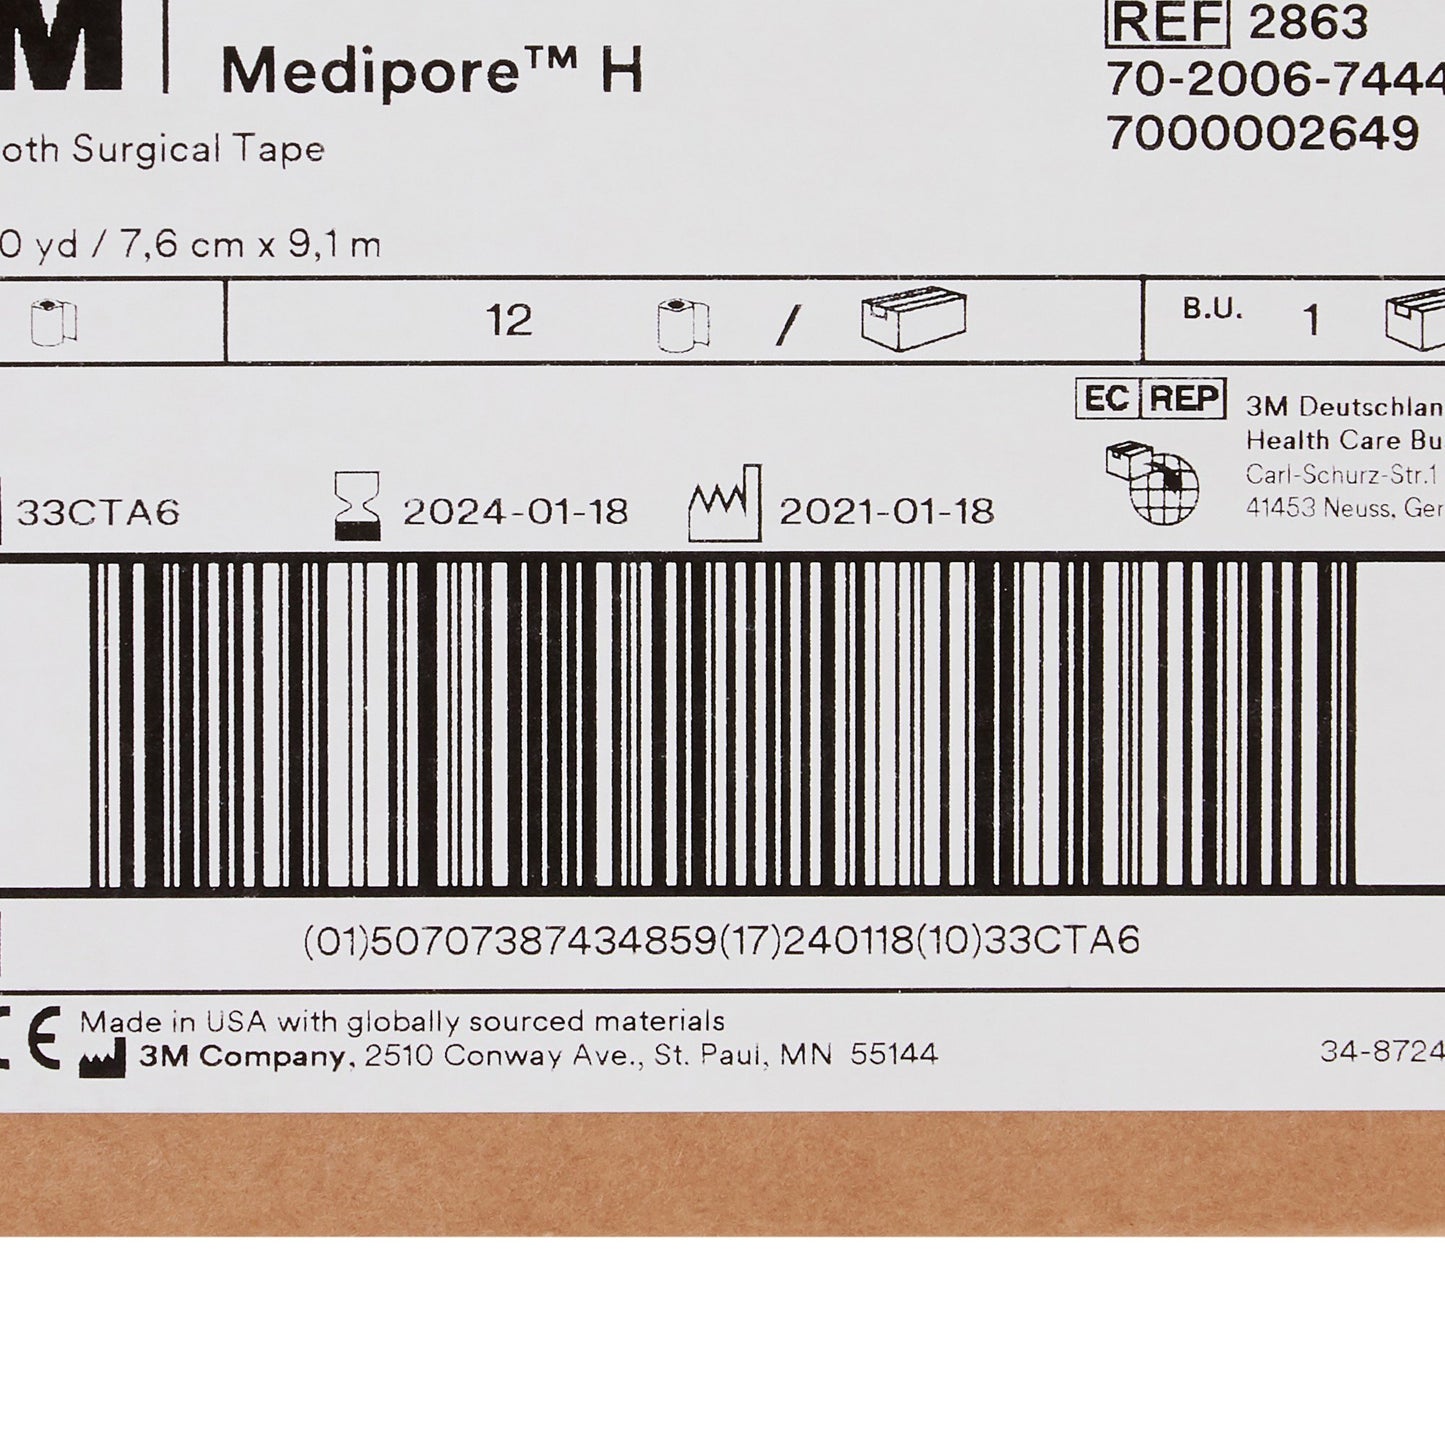 M Medipore™ H
REF 2863
70-2006-7444
7000002649
oth Surgical Tape
0 yd / 7,6 cm x 9,1 m
12 /
B.U. 1
EC REP
3M Deutschlan
Health Care Bu
Carl-Schurz-Str.1
41453 Neuss, Ger
33CTA6 2024-01-18 2021-01-18
(01)50707387434859(17)240118(10)33CTA6
CE Made in USA with globally sourced materials
3M Company, 2510 Conway Ave., St. Paul, MN 55144
34-8724